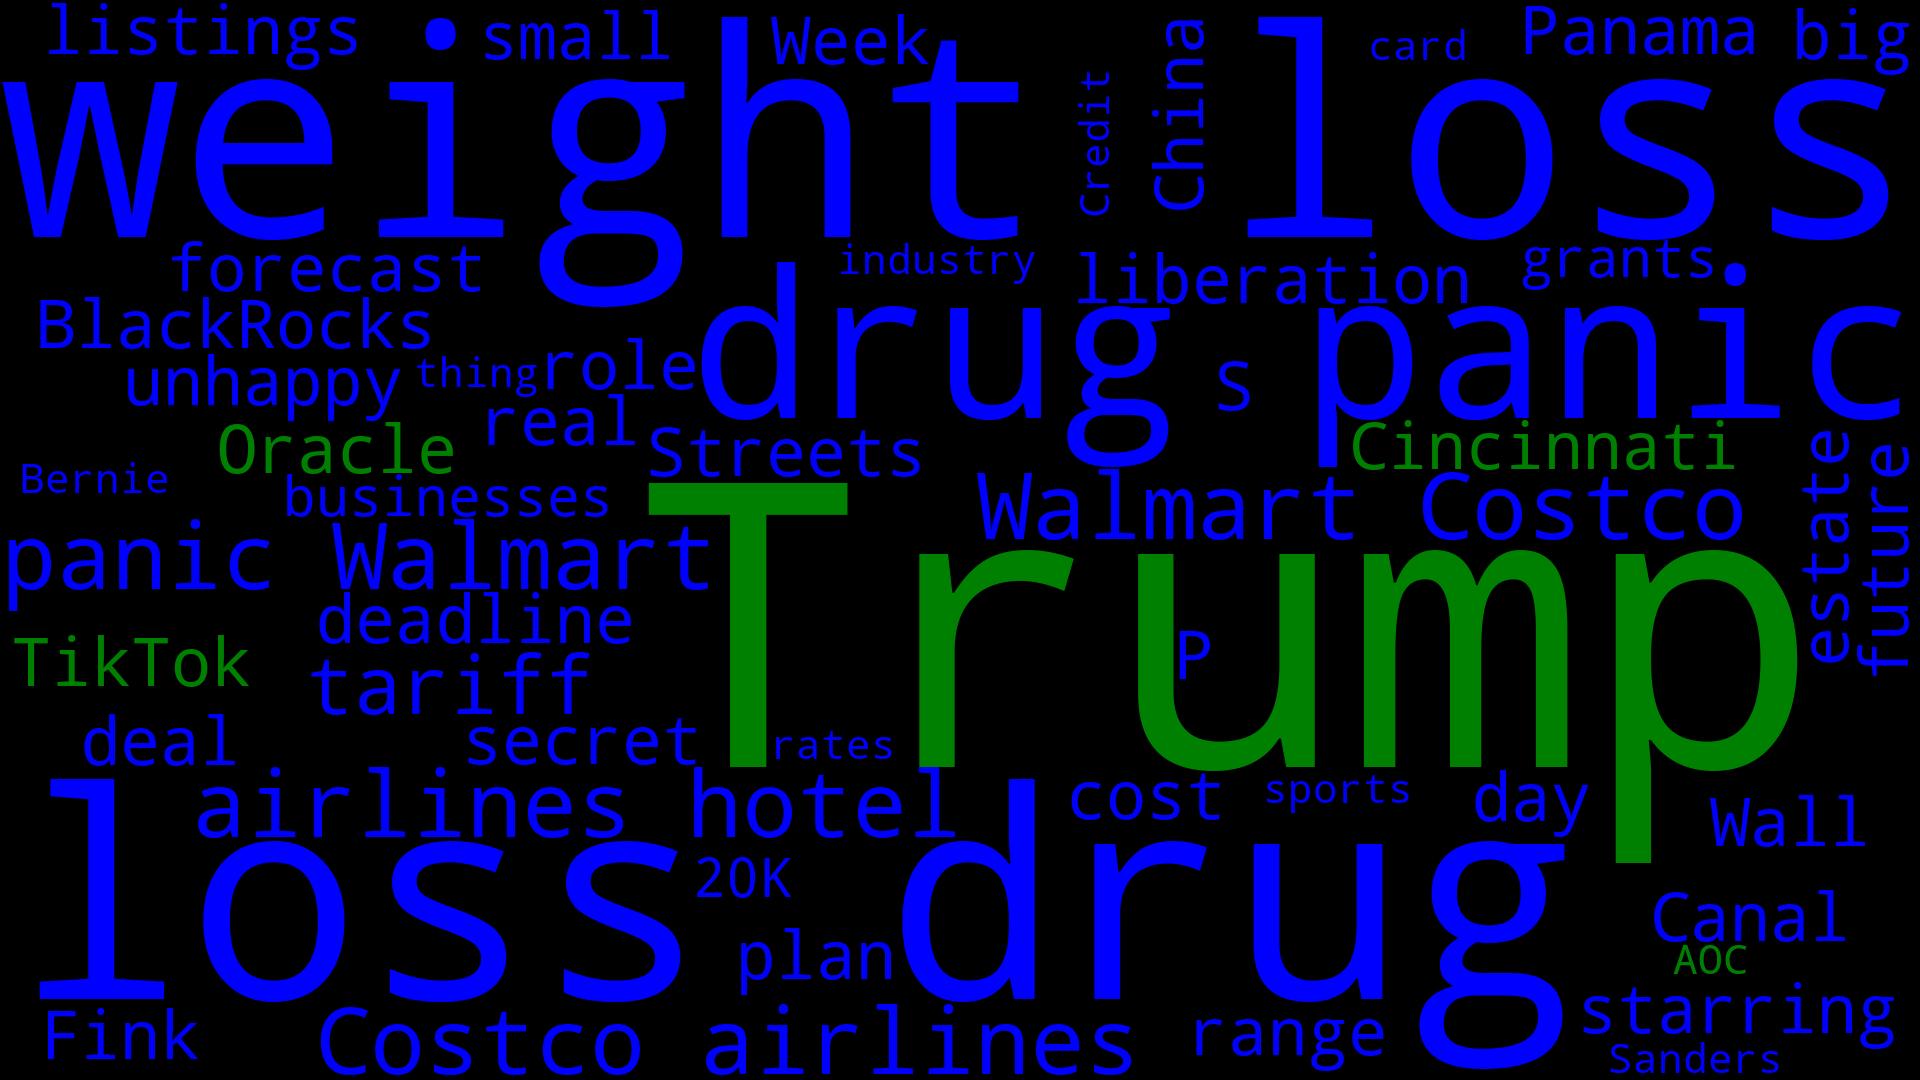 listings small Week card Panama big
weight loss
Credit
China
forecast industry liberation grants
BlackRocks
drug panic
unhappy thing role S
real
Oracle Streets Cincinnati
Bernie businesses Walmart Costco
estate
future
panic Walmart
Trump
deadline
TikTok P
tariff
deal secret rates
airlines hotel cost sports day Wall
loss drug
20K
plan Canal
AOC
Fink Costco airlines range starring
Sanders